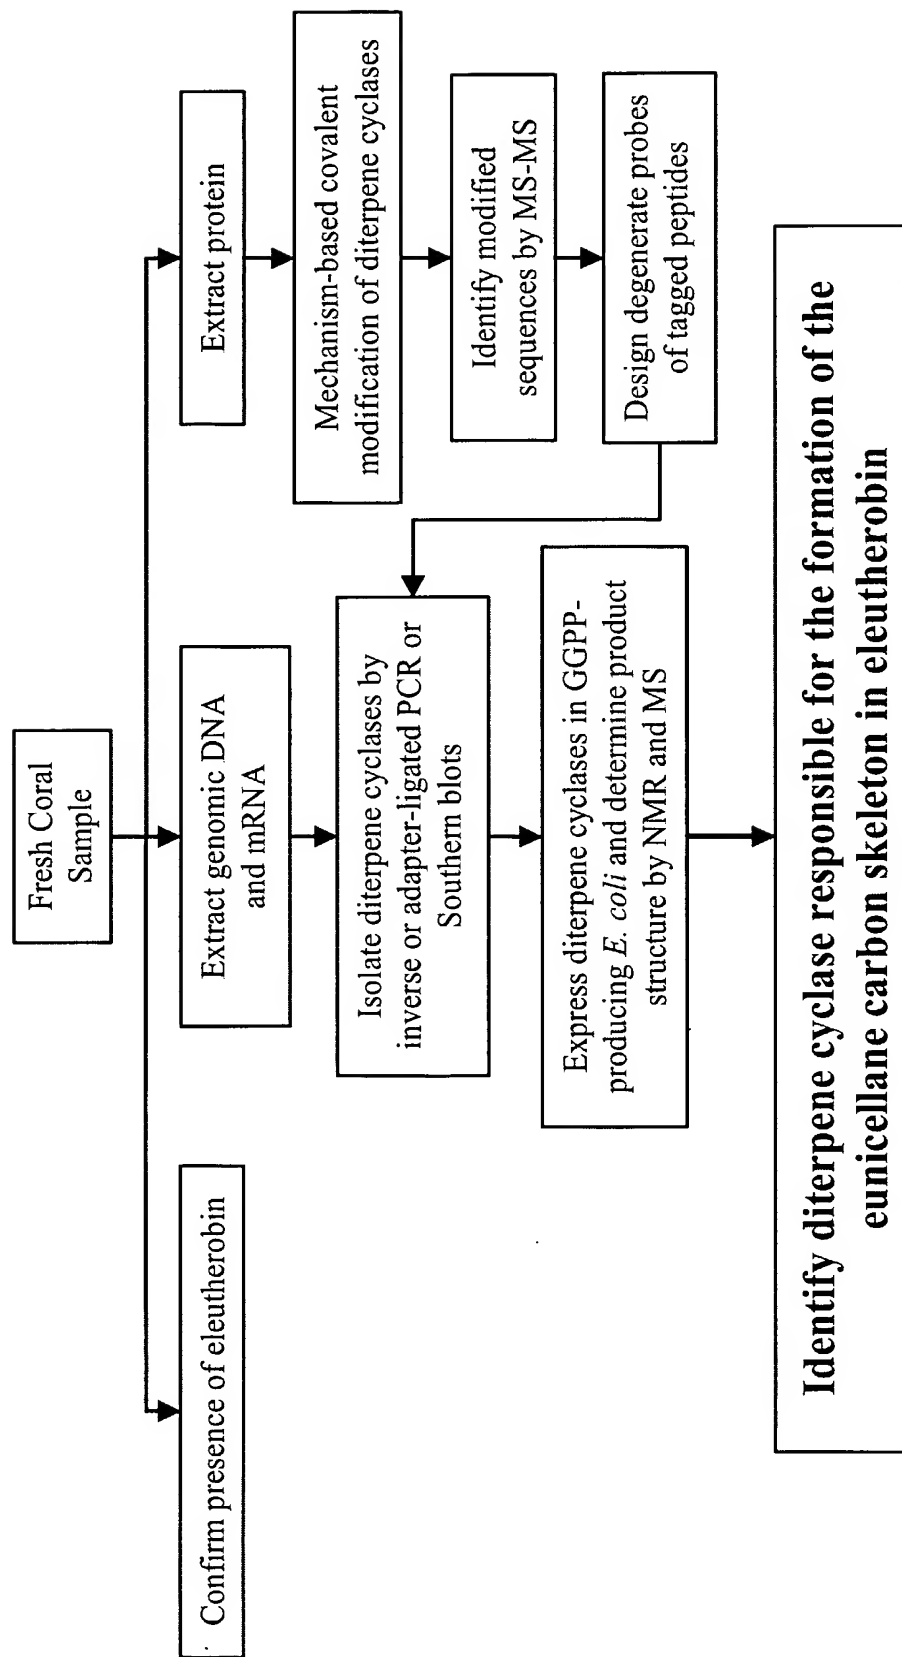 Fresh Coral
Sample
Confirm presence of eleutherobin
Extract genomic DNA
and mRNA
Extract protein
Mechanism-based covalent
modification of diterpene cyclases
Identify modified
sequences by MS-MS
Design degenerate probes
of tagged peptides
Isolate diterpene cyclases by
inverse or adapter-ligated PCR or
Southern blots
Express diterpene cyclases in GGPP-
producing E. coli and determine product
structure by NMR and MS
Identify diterpene cyclase responsible for the formation of the
eunicellane carbon skeleton in eleutherobin